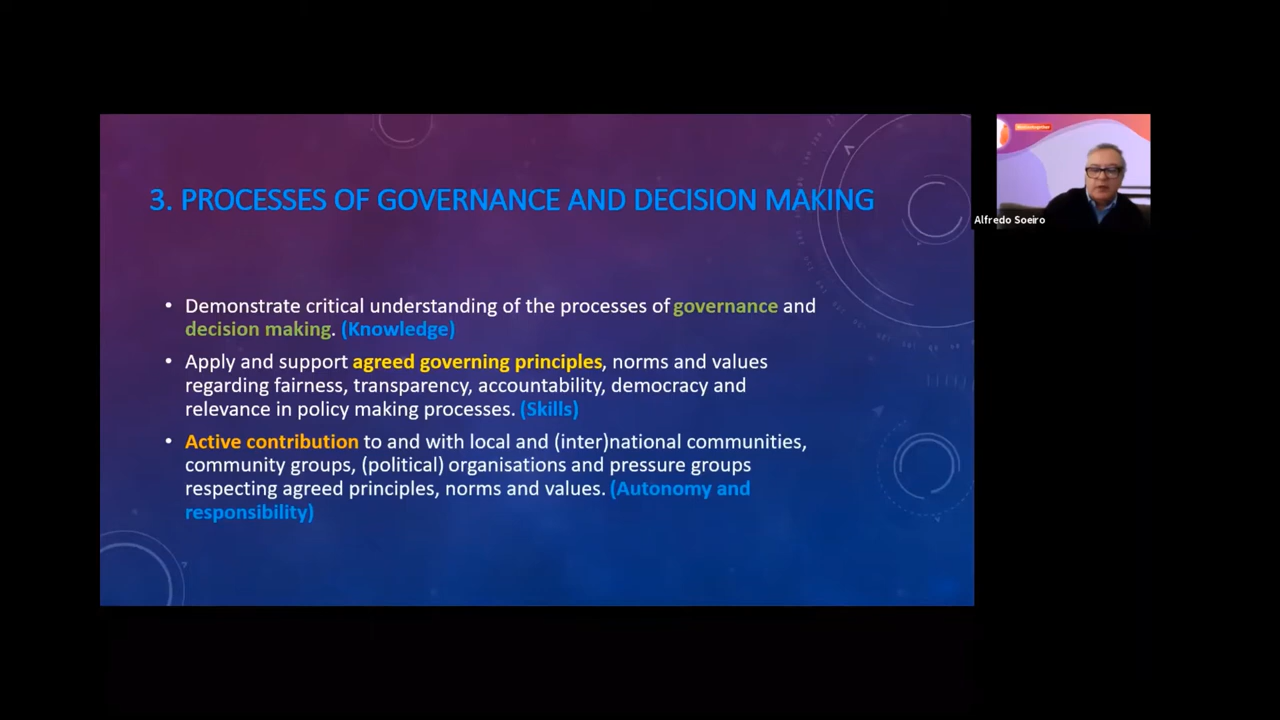 3. PROCESSES OF GOVERNANCE AND DECISION MAKING
• Demonstrate critical understanding of the processes of governance and
decision making. (Knowledge)
• Apply and support agreed governing principles, norms and values
regarding fairness, transparency, accountability, democracy and
relevance in policy making processes. (Skills)
• Active contribution to and with local and (inter)national communities,
community groups, (political) organisations and pressure groups
respecting agreed principles, norms and values. (Autonomy and
responsibility)
Alfredo Soeiro